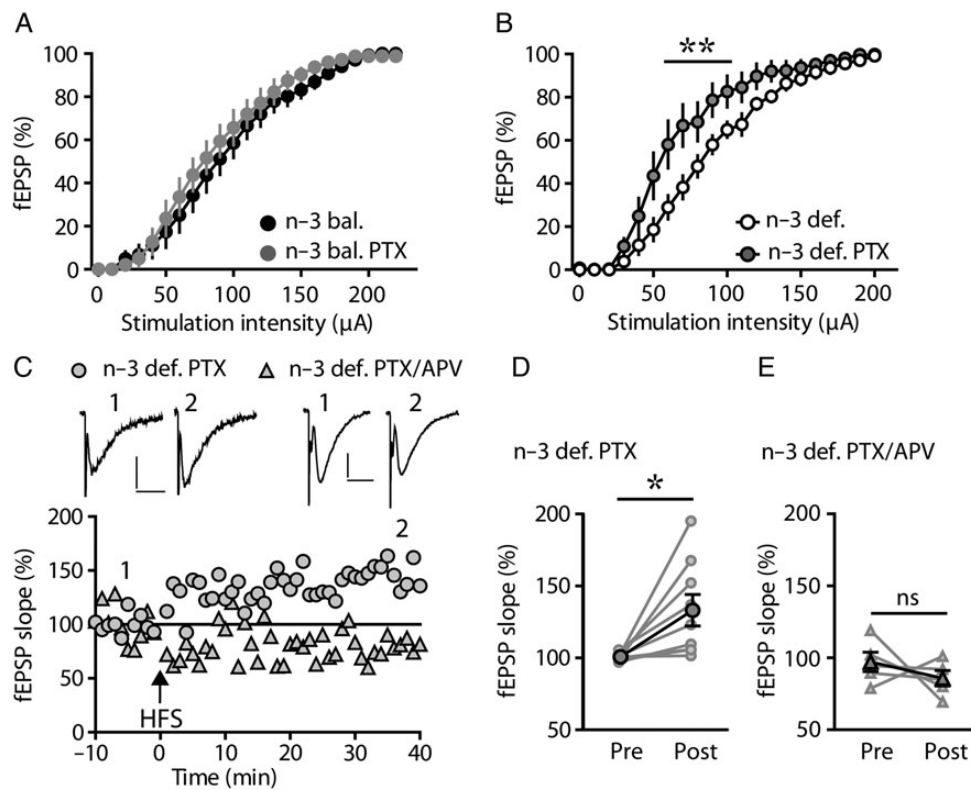 A
fEPSP (%)
100
80
60
40
20
0
n–3 bal.
n–3 bal. PTX
0 50 100 150 200
Stimulation intensity (µA)
B
**
fEPSP (%)
100
80
60
40
20
0
n–3 def.
n–3 def. PTX
0 50 100 150 200
Stimulation intensity (µA)
C
n–3 def. PTX n–3 def. PTX/APV
1 2 1 2
fEPSP slope (%)
200
150
100
50
0
1 2
HFS
–10 0 10 20 30 40
Time (min)
D
n–3 def. PTX
*
fEPSP slope (%)
200
150
100
50
Pre Post
E
n–3 def. PTX/APV
ns
fEPSP slope (%)
200
150
100
50
Pre Post